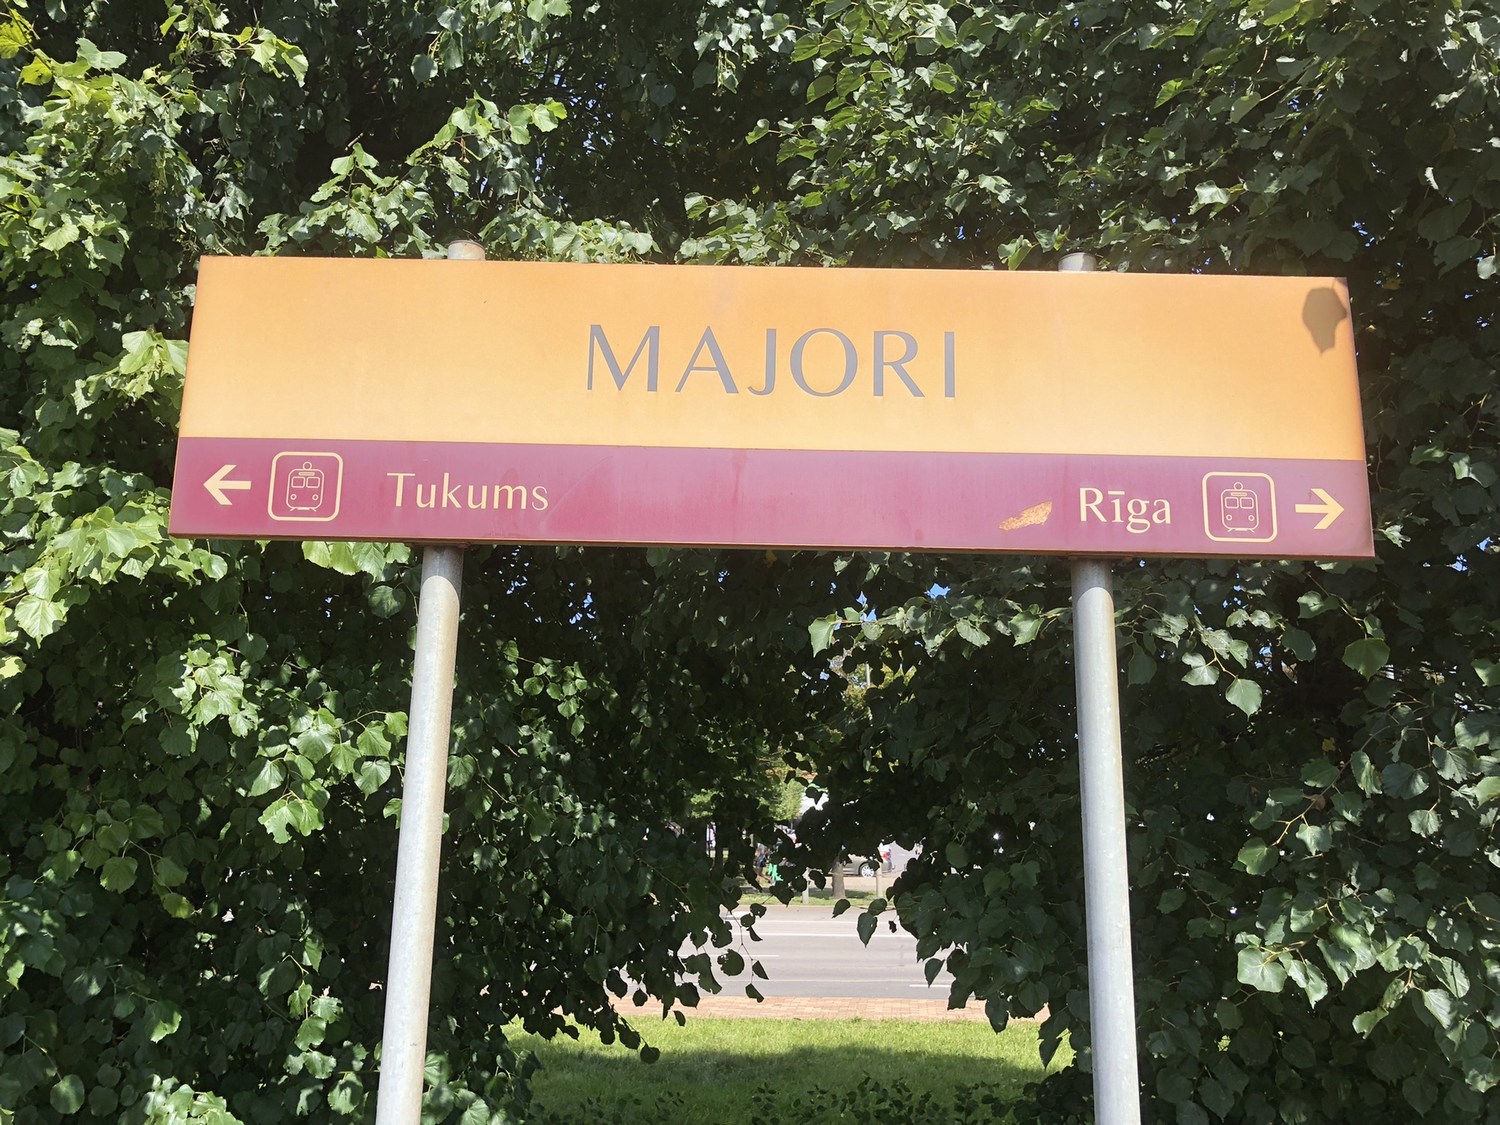 MAJORI
← Tukums Rīga →